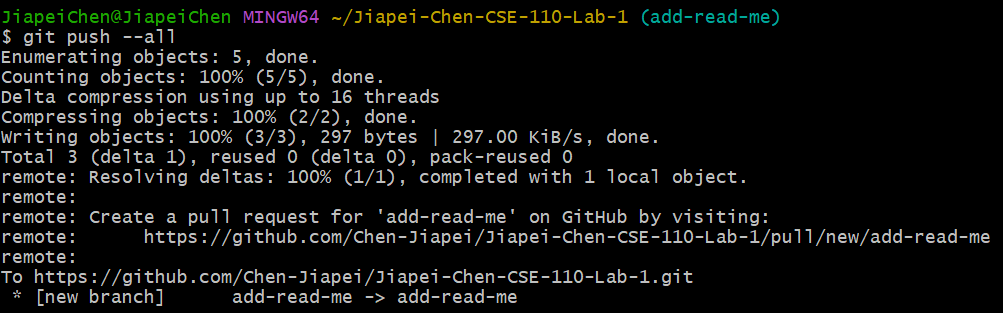 JiapeiChen@JiapeiChen MINGW64 ~/Jiapei-Chen-CSE-110-Lab-1 (add-read-me)
$ git push --all
Enumerating objects: 5, done.
Counting objects: 100% (5/5), done.
Delta compression using up to 16 threads
Compressing objects: 100% (2/2), done.
Writing objects: 100% (3/3), 297 bytes | 297.00 KiB/s, done.
Total 3 (delta 1), reused 0 (delta 0), pack-reused 0
remote: Resolving deltas: 100% (1/1), completed with 1 local object.
remote:
remote: Create a pull request for 'add-read-me' on GitHub by visiting:
remote:      https://github.com/Chen-Jiapei/Jiapei-Chen-CSE-110-Lab-1/pull/new/add-read-me
remote:
To https://github.com/Chen-Jiapei/Jiapei-Chen-CSE-110-Lab-1.git
 * [new branch]      add-read-me -> add-read-me